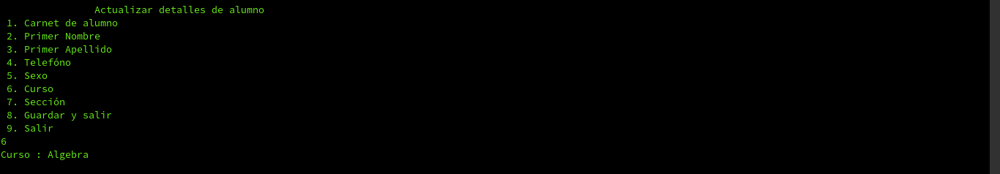 Actualizar detalles de alumno
1. Carnet de alumno
2. Primer Nombre
3. Primer Apellido
4. Telefóno
5. Sexo
6. Curso
7. Sección
8. Guardar y salir
9. Salir
6
Curso : Algebra